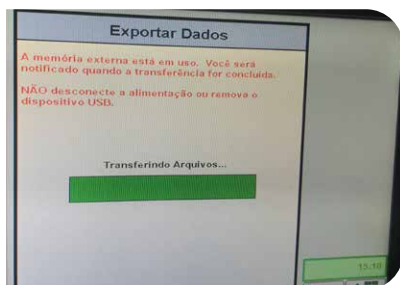 Exportar Dados
A memória externa está em uso. Você será
notificado quando a transferência for concluída.
NÃO desconecte a alimentação ou remova o
dispositivo USB.
Transferindo Arquivos...
15:10